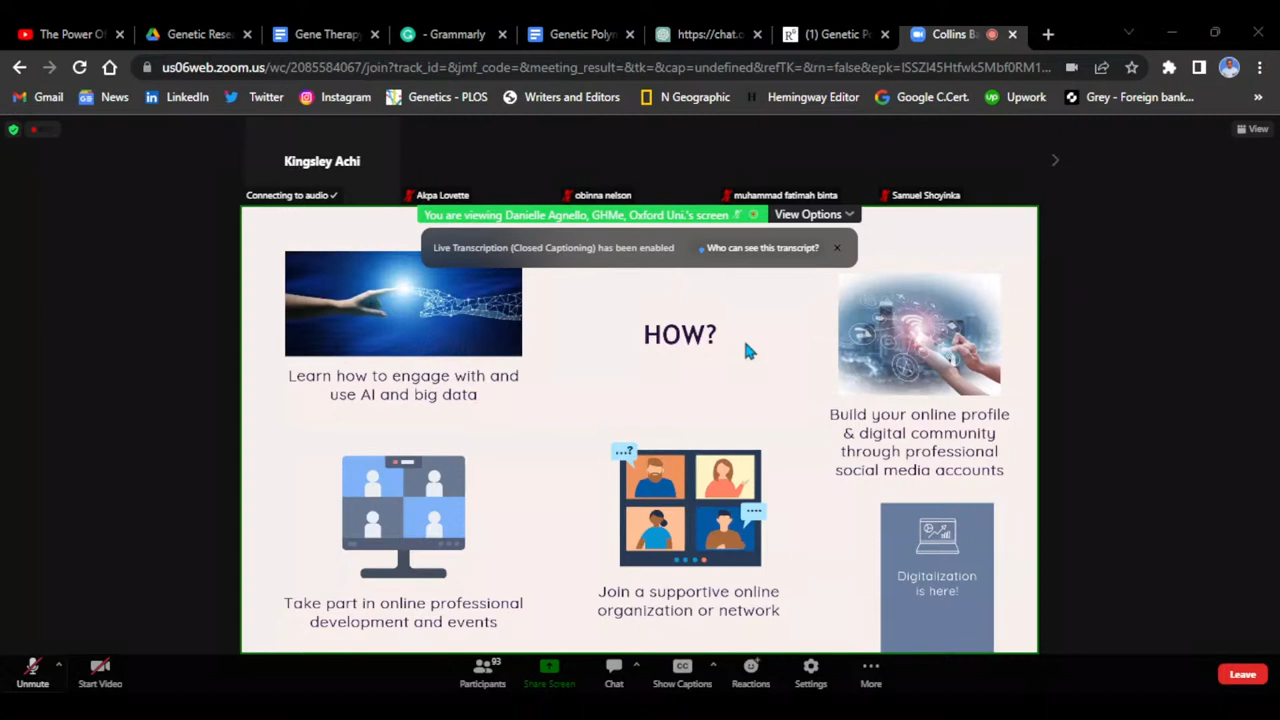 The Power Of
Genetic Resea
Gene Therapy
- Grammarly
Genetic Polyn
https://chat.o
(1) Genetic Po
Collins B
us06web.zoom.us/wc/2085584067/join?track_id=&jmf_code=&meeting_result=&tk=&cap=undefined&refTK=&rn=false&epk=ISSZl45Htfwk5Mbf0RM1...
Gmail
News
LinkedIn
Twitter
Instagram
Genetics - PLOS
Writers and Editors
N Geographic
Hemingway Editor
Google C.Cert.
Upwork
Grey - Foreign bank...
View
Kingsley Achi
Connecting to audio
Akpa Lovette
obinna nelson
muhammad fatimah binta
Samuel Shoyinka
You are viewing Danielle Agnello, GHMe, Oxford Uni.'s screen
View Options
Live Transcription (Closed Captioning) has been enabled
Who can see this transcript?
HOW?
Learn how to engage with and
use AI and big data
Build your online profile
& digital community
through professional
social media accounts
...?
....
Take part in online professional
development and events
Join a supportive online
organization or network
Digitalization
is here!
Unmute
Start Video
93
Participants
Share Screen
Chat
CC
Show Captions
Reactions
Settings
More
Leave